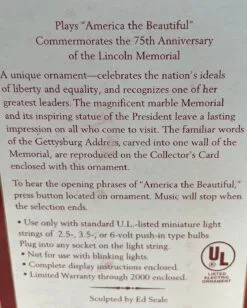 Plays "America the Beautiful"
Commermorates the 75th Anniversary
of the Lincoln Memorial
A unique ornament—celebrates the nation's ideals
of liberty and equality, and recognizes one of her
greatest leaders. The magnificent marble Memorial
and its inspiring statue of the President leave a lasting
impression on all who come to visit. The familiar words
of the Gettysburg Address, carved into one wall of the
Memorial, are reproduced on the Collector's Card
enclosed with this ornament.
To hear the opening phrases of "America the Beautiful,"
press button located on ornament. Music will stop when
the selection ends.
• Use only with standard U.L.-listed miniature light
strings of 2.5-, 3.5-, or 6-volt push-in type bulbs
Plug into any socket on the light string.
• Not for use with blinking lights.
• Complete display instructions enclosed.
• Limited Warranty through 2000 enclosed.
UL
LISTED
ELECTRIC
ORNAMENT
Sculpted by Ed Seale